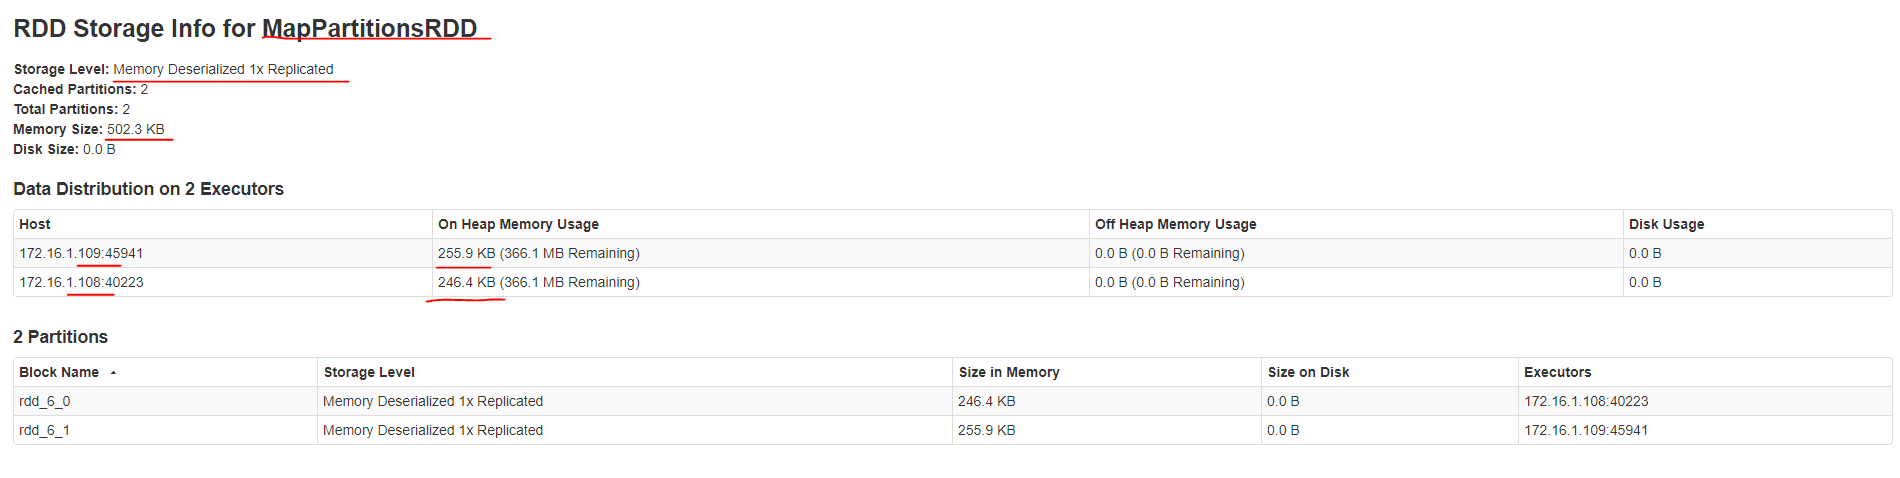 RDD Storage Info for MapPartitionsRDD
Storage Level: Memory Deserialized 1x Replicated
Cached Partitions: 2
Total Partitions: 2
Memory Size: 502.3 KB
Disk Size: 0.0 B
Data Distribution on 2 Executors
Host On Heap Memory Usage Off Heap Memory Usage Disk Usage
172.16.1.109:45941 255.9 KB (366.1 MB Remaining) 0.0 B (0.0 B Remaining) 0.0 B
172.16.1.108:40223 246.4 KB (366.1 MB Remaining) 0.0 B (0.0 B Remaining) 0.0 B
2 Partitions
Block Name Storage Level Size in Memory Size on Disk Executors
rdd_6_0 Memory Deserialized 1x Replicated 246.4 KB 0.0 B 172.16.1.108:40223
rdd_6_1 Memory Deserialized 1x Replicated 255.9 KB 0.0 B 172.16.1.109:45941